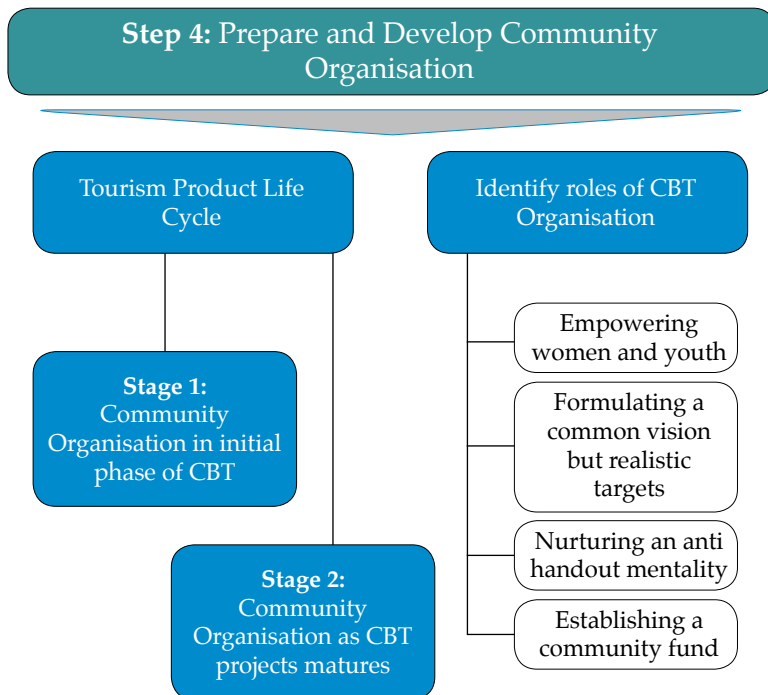 Step 4: Prepare and Develop Community
Organisation
Tourism Product Life
Cycle
Stage 1:
Community
Organisation in initial
phase of CBT
Stage 2:
Community
Organisation as CBT
projects matures
Identify roles of CBT
Organisation
Empowering
women and youth
Formulating a
common vision
but realistic
targets
Nurturing an anti
handout mentality
Establishing a
community fund